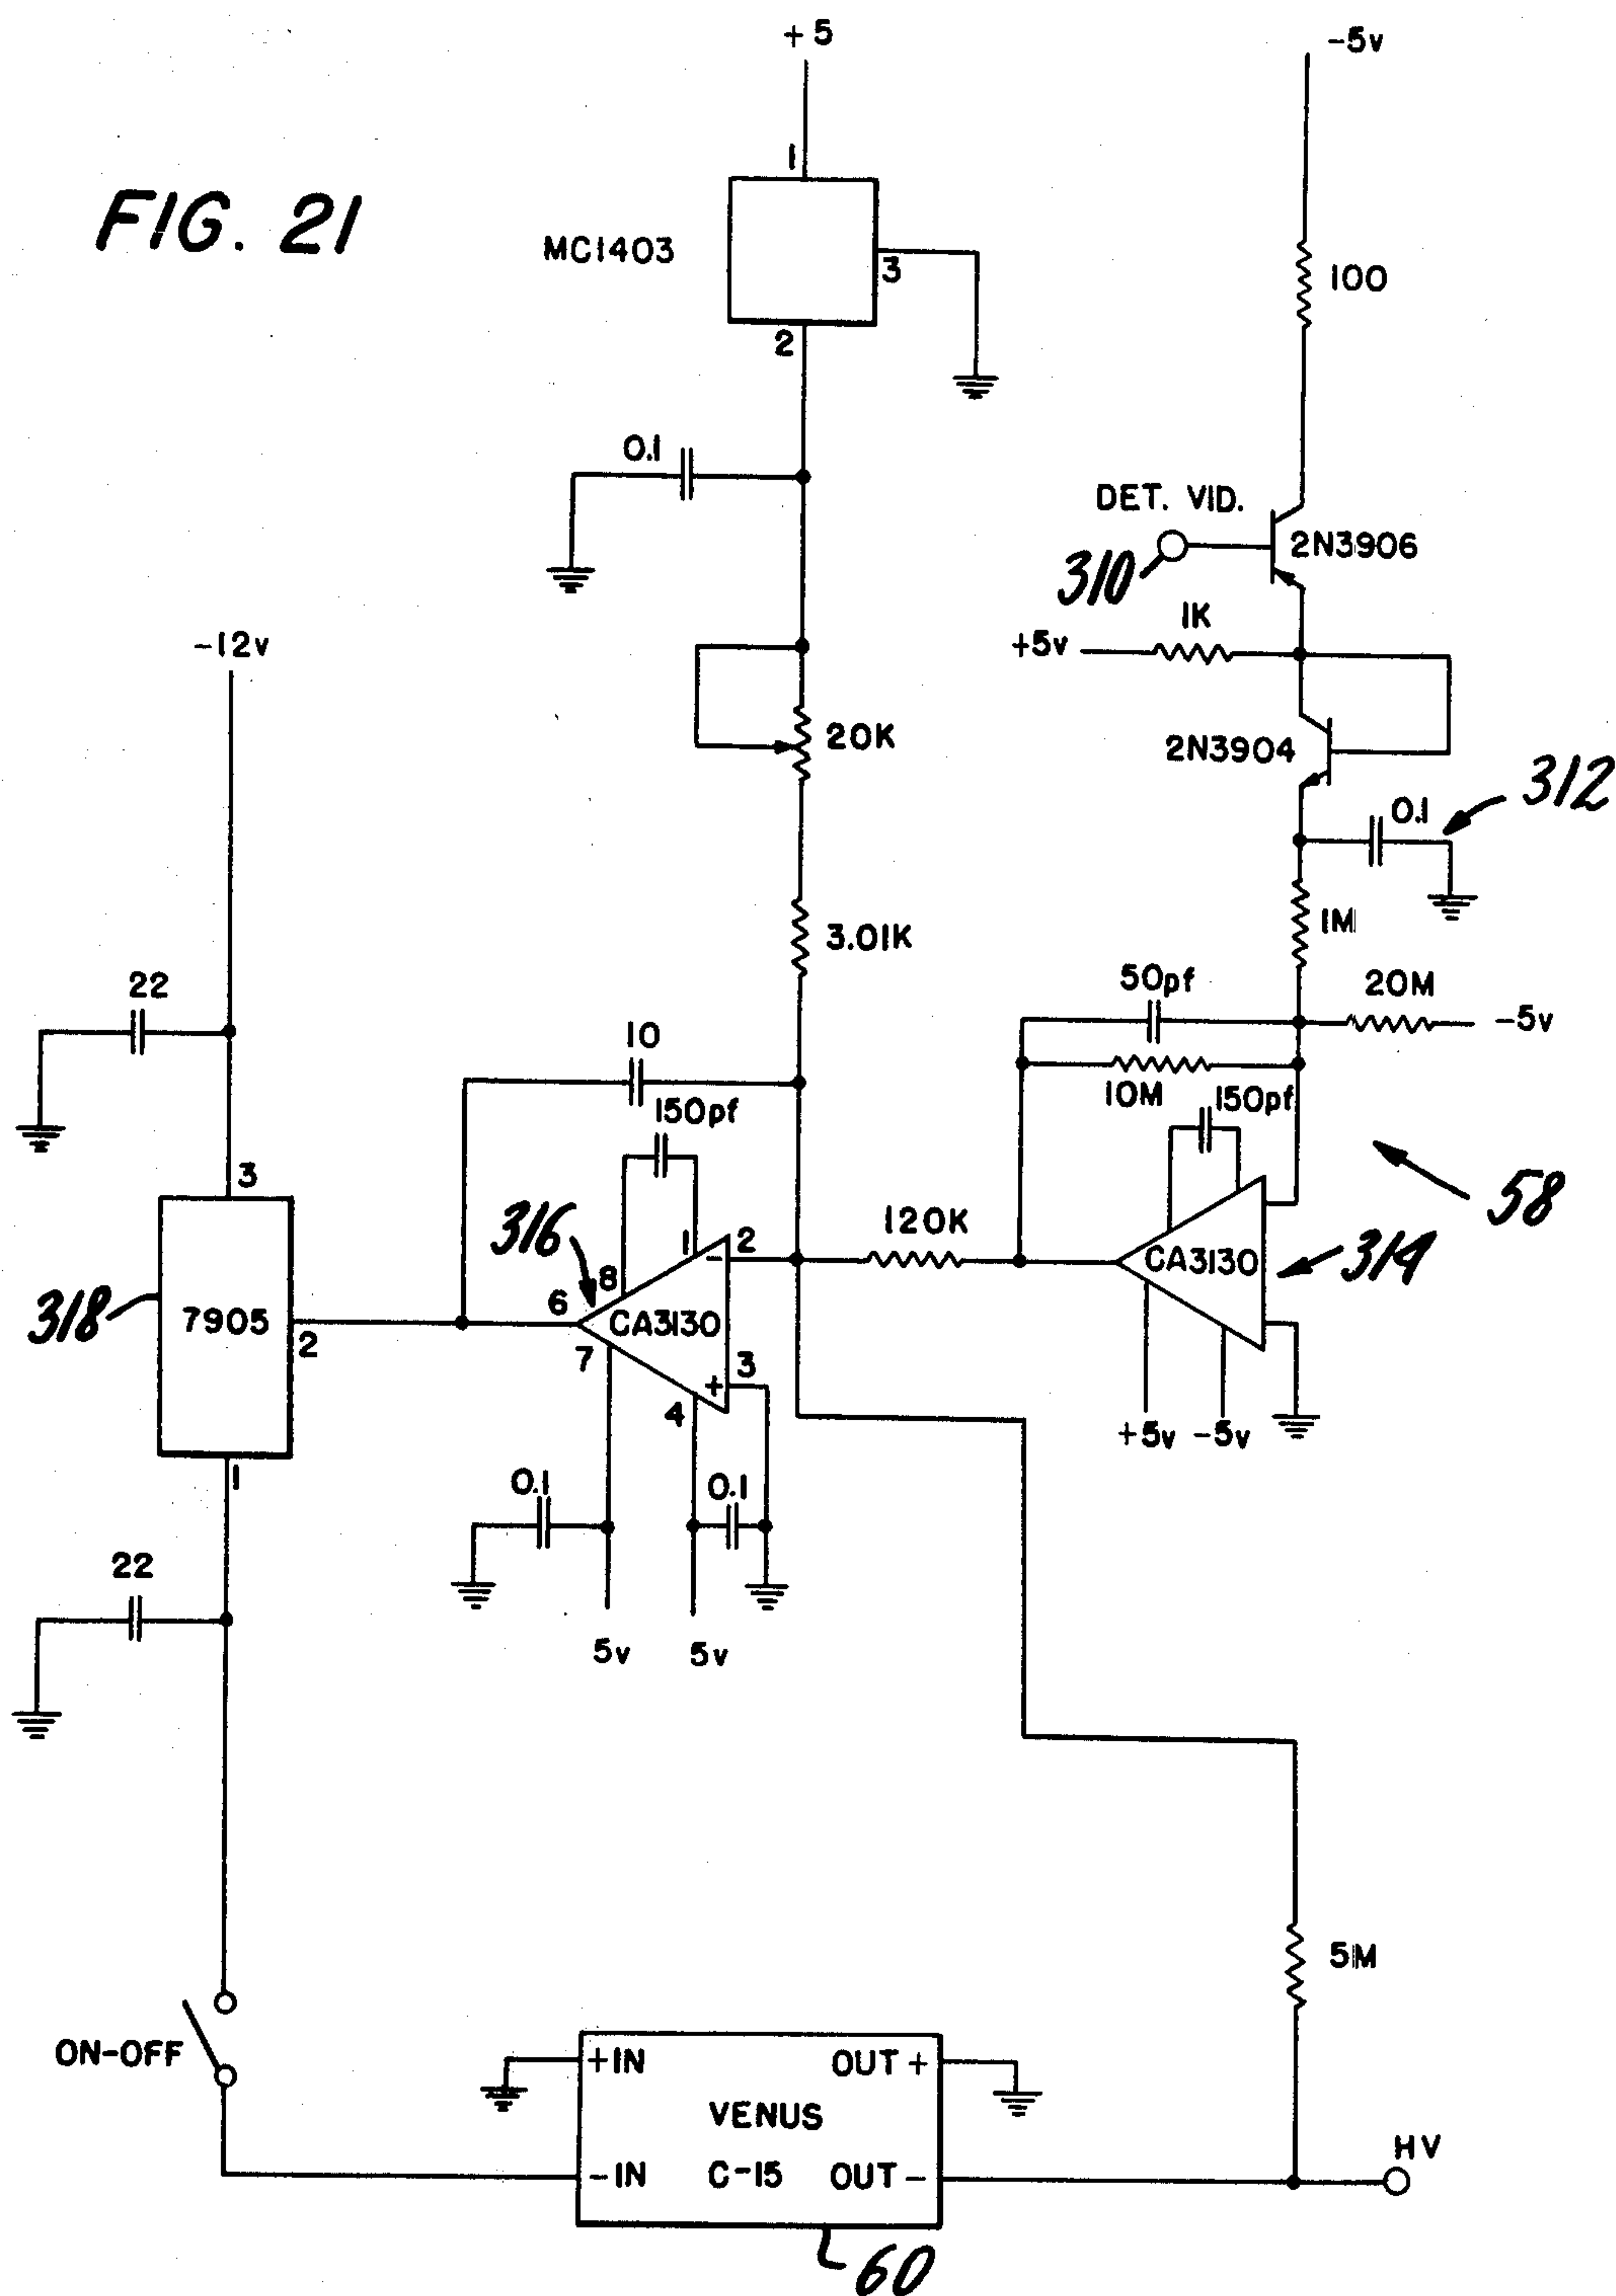 +5
-5v
FIG. 21
1
MC1403
3
2
100
0.1
DET. VID.
2N3906
310
1K
+5v
-12v
20K
2N3904
312
0.1
3.01K
1M
50pf
20M
-5v
22
10
10M
150pf
150pf
3
58
120K
316
1
2
-
8
CA3130
314
318
7905
6
CA3130
2
7
3
+
4
+5v -5v
1
0.1
0.1
22
5v
5v
5M
ON-OFF
+IN
OUT+
VENUS
HV
-IN
C-15
OUT-
60